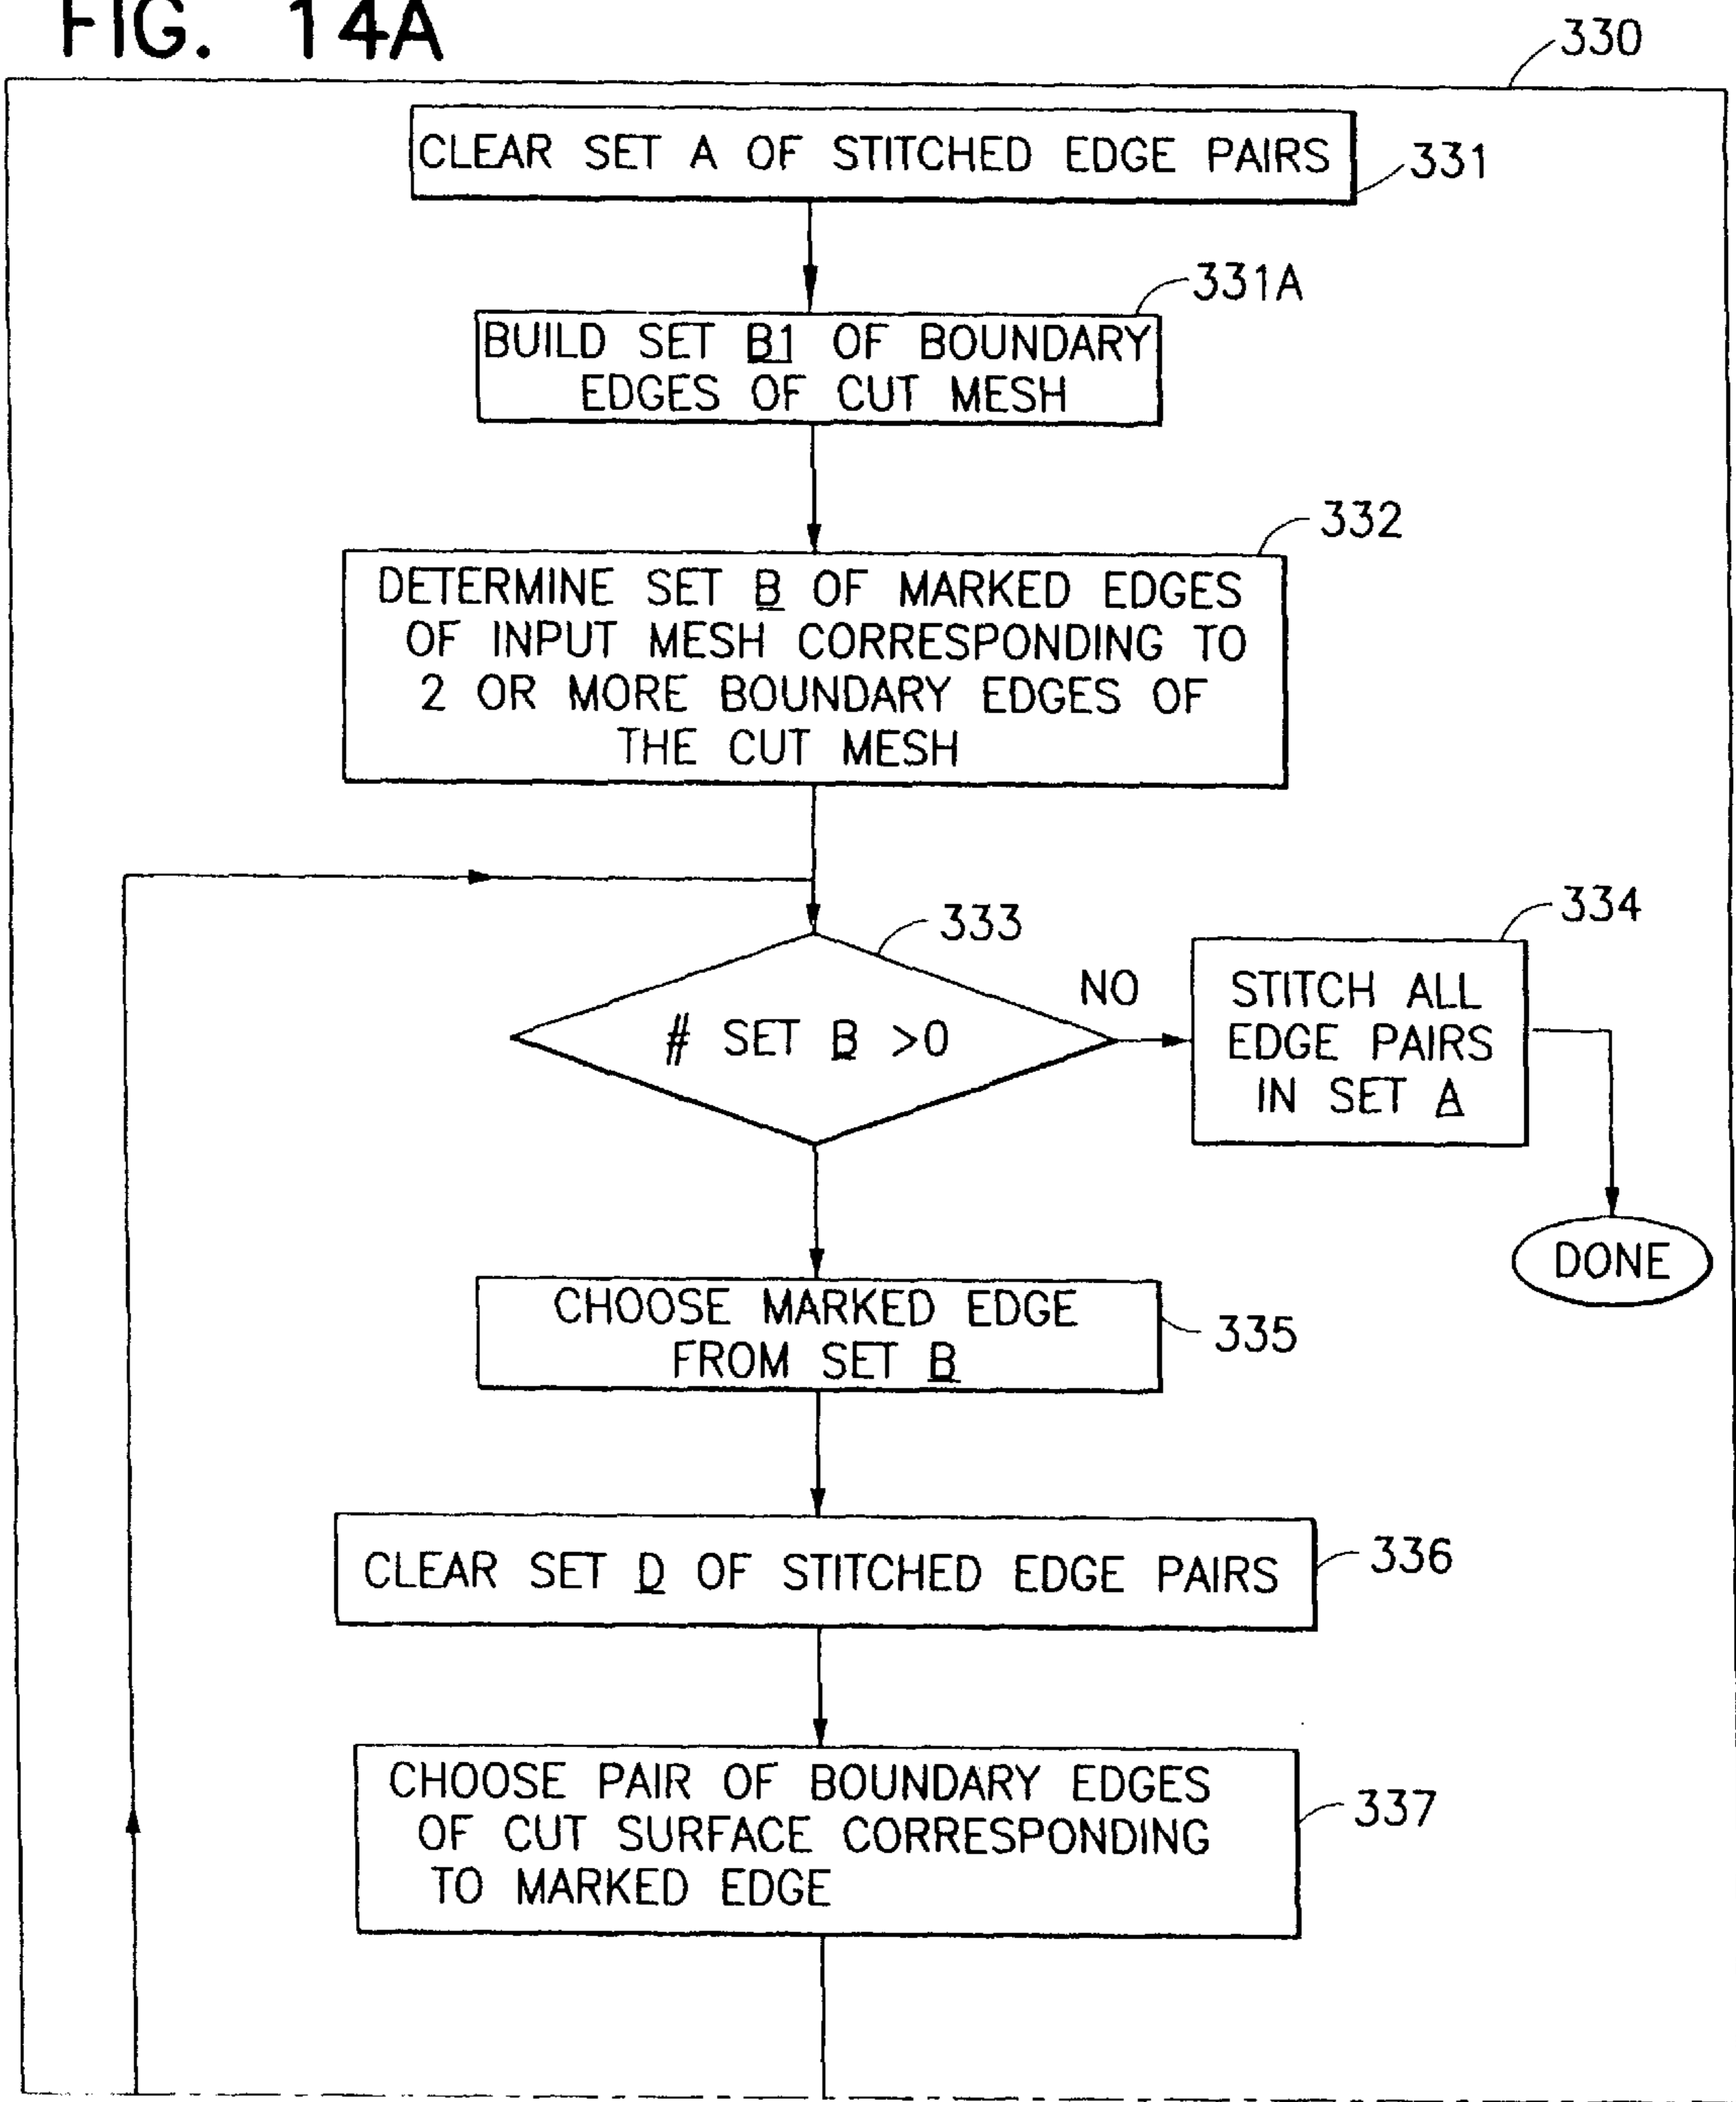 FIG. 14A
330
CLEAR SET A OF STITCHED EDGE PAIRS
331
331A
BUILD SET B1 OF BOUNDARY
EDGES OF CUT MESH
332
DETERMINE SET B OF MARKED EDGES
OF INPUT MESH CORRESPONDING TO
2 OR MORE BOUNDARY EDGES OF
THE CUT MESH
333
# SET B >0
NO
334
STITCH ALL
EDGE PAIRS
IN SET A
DONE
CHOOSE MARKED EDGE
FROM SET B
335
CLEAR SET D OF STITCHED EDGE PAIRS
336
CHOOSE PAIR OF BOUNDARY EDGES
OF CUT SURFACE CORRESPONDING
TO MARKED EDGE
337